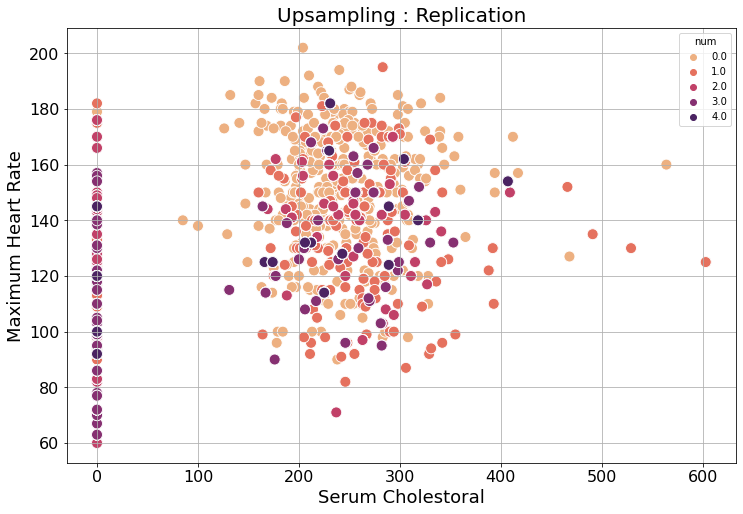 Upsampling : Replication
num
0.0
1.0
2.0
3.0
4.0
Maximum Heart Rate
200
180
160
140
120
100
80
60
0 100 200 300 400 500 600
Serum Cholestoral